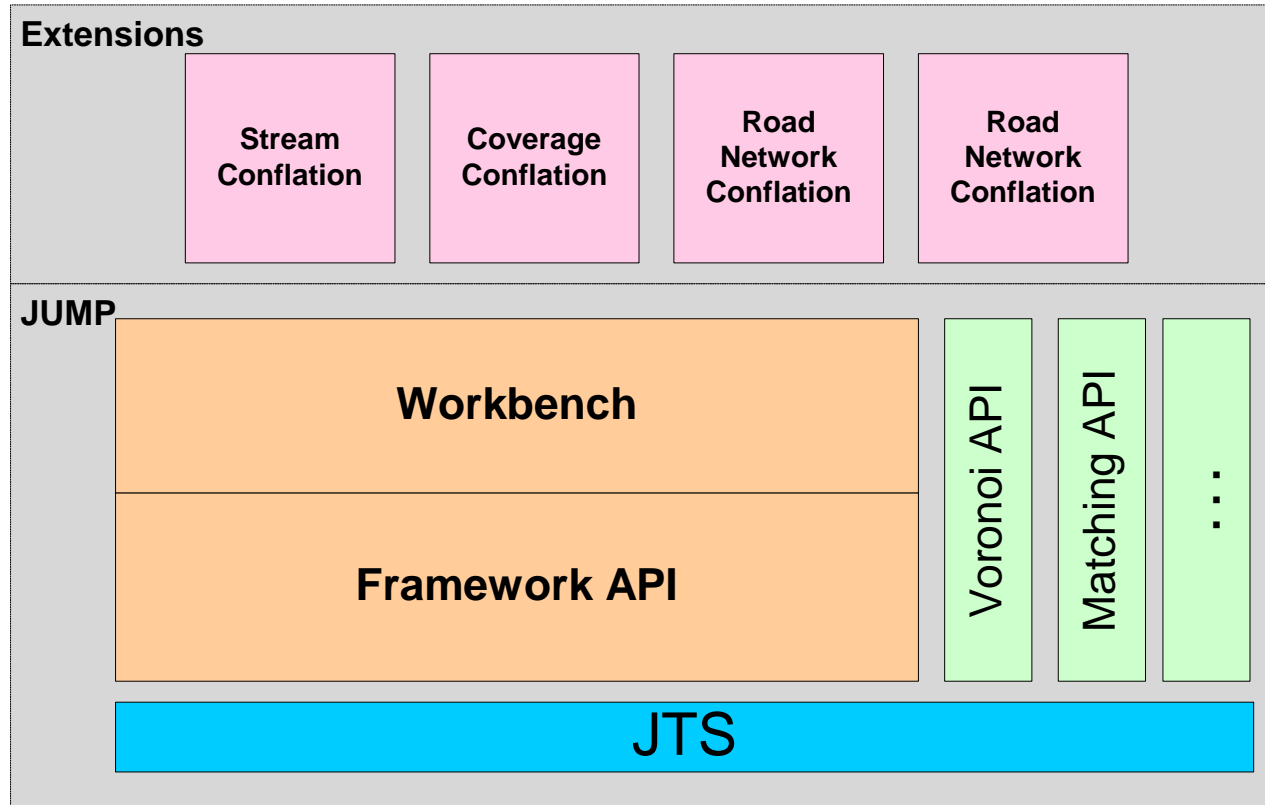 Extensions
Stream
Conflation
Coverage
Conflation
Road
Network
Conflation
Road
Network
Conflation
JUMP
Workbench
Framework API
Voronoi API
Matching API
...
JTS